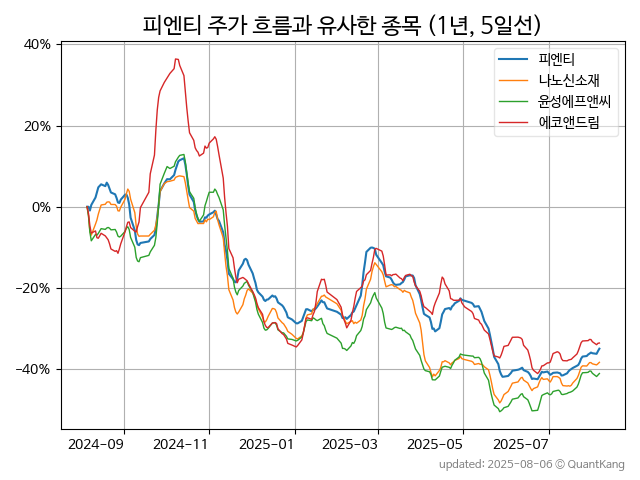 피엔티 주가 흐름과 유사한 종목 (1년, 5일선)
40%
20%
0%
−20%
−40%
피엔티
나노신소재
윤성에프앤씨
에코앤드림
2024-09 2024-11 2025-01 2025-03 2025-05 2025-07
updated: 2025-08-06 © QuantKang